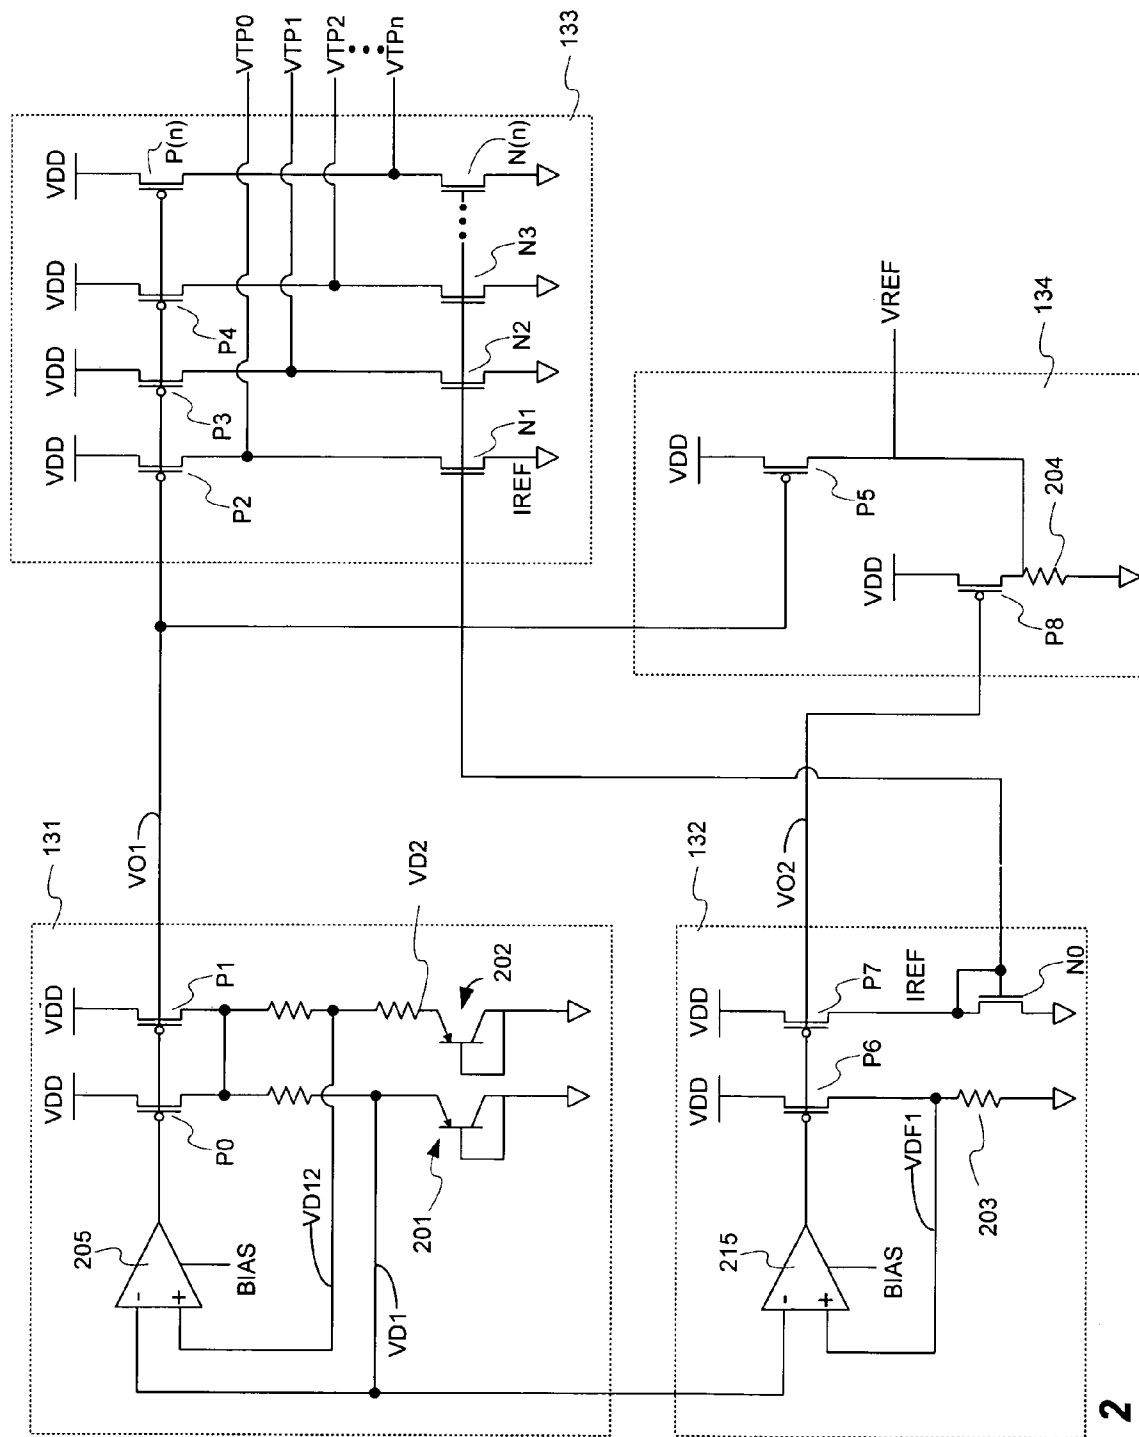 VTP0
VTP1
VTP2
VTPn
133
VDD
VDD
VDD
VDD
P2
P3
P4
P(n)
IREF
N1
N2
N3
N(n)
131
VO1
VDD
VDD
P0
P1
205
-
+
BIAS
VD12
VD1
VD2
201
202
132
VO2
VDD
VDD
P6
P7
IREF
N0
215
-
+
BIAS
VDF1
203
134
VREF
VDD
P5
VDD
P8
204
2